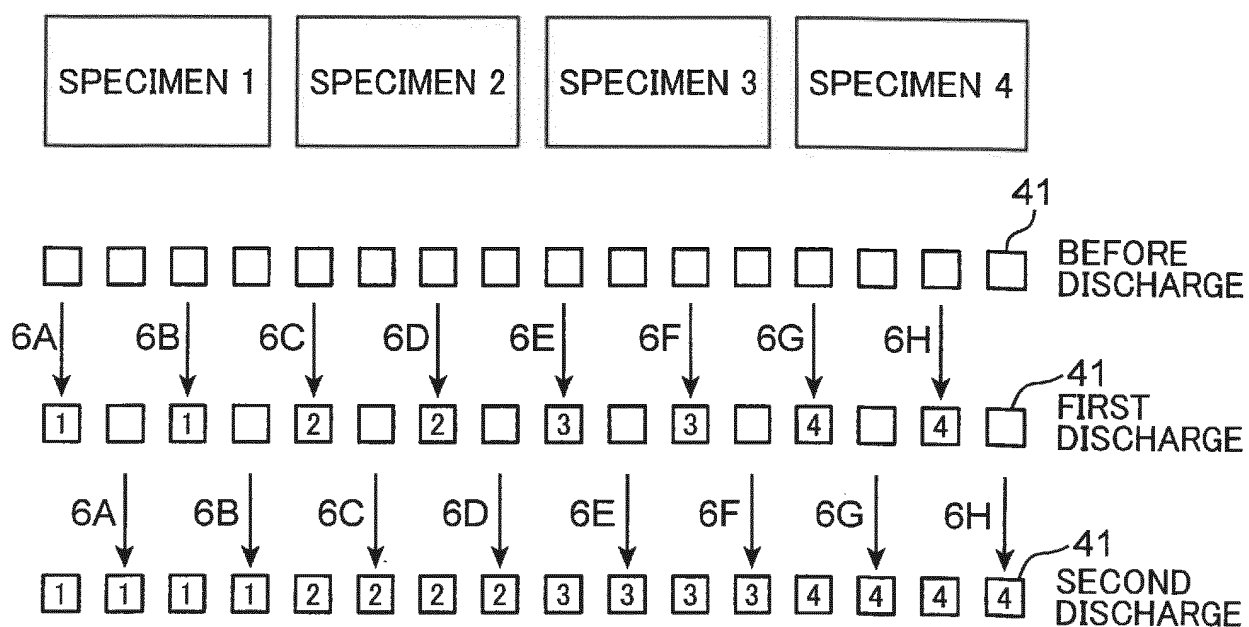 SPECIMEN 1 SPECIMEN 2 SPECIMEN 3 SPECIMEN 4
41
BEFORE
DISCHARGE
6A 6B 6C 6D 6E 6F 6G 6H
41
1 1 2 2 3 3 4 4
FIRST
DISCHARGE
6A 6B 6C 6D 6E 6F 6G 6H
41
1 1 1 1 2 2 2 2 3 3 3 3 4 4 4 4
SECOND
DISCHARGE